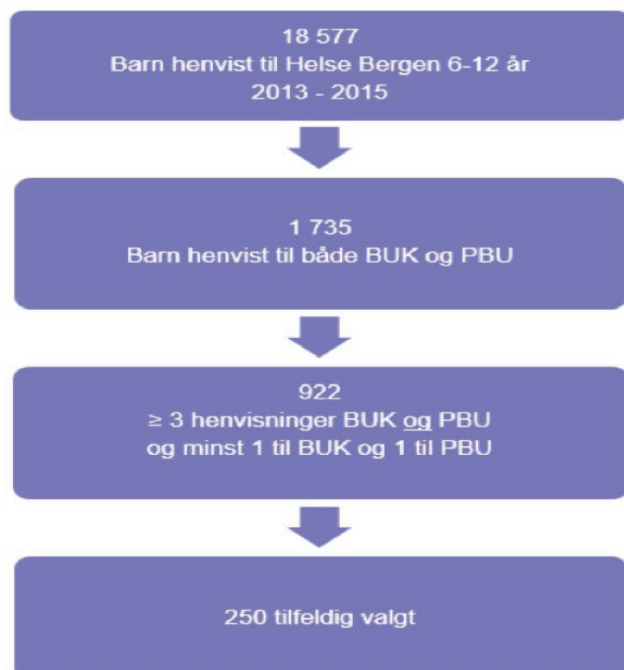 18 577
Barn henvist til Helse Bergen 6-12 år
2013 - 2015
1 735
Barn henvist til både BUK og PBU
922
≥ 3 henvisninger BUK og PBU
og minst 1 til BUK og 1 til PBU
250 tilfeldig valgt